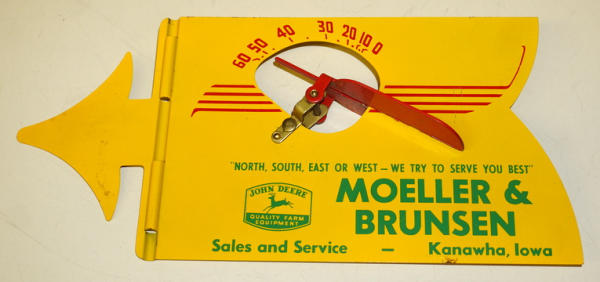 60 50 40 30 20 10 0
"NORTH, SOUTH, EAST OR WEST – WE TRY TO SERVE YOU BEST"
JOHN DEERE
QUALITY FARM
EQUIPMENT
MOELLER &
BRUNSEN
Sales and Service – Kanawha, Iowa